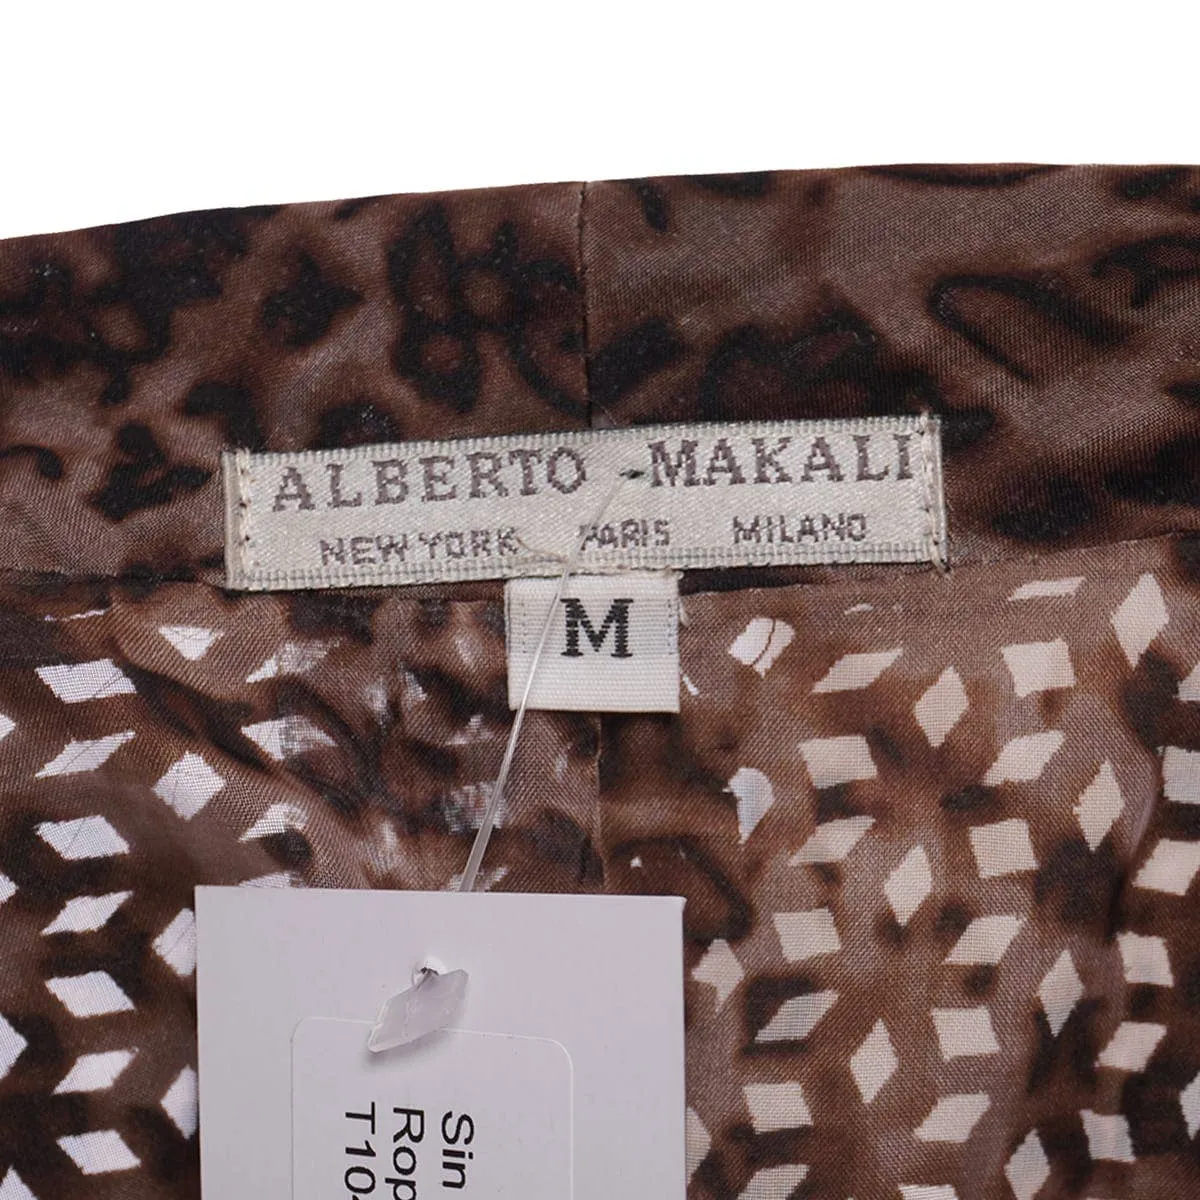 ALBERTO MAKALI
NEW YORK PARIS MILANO
M
Sin
Rop
T10